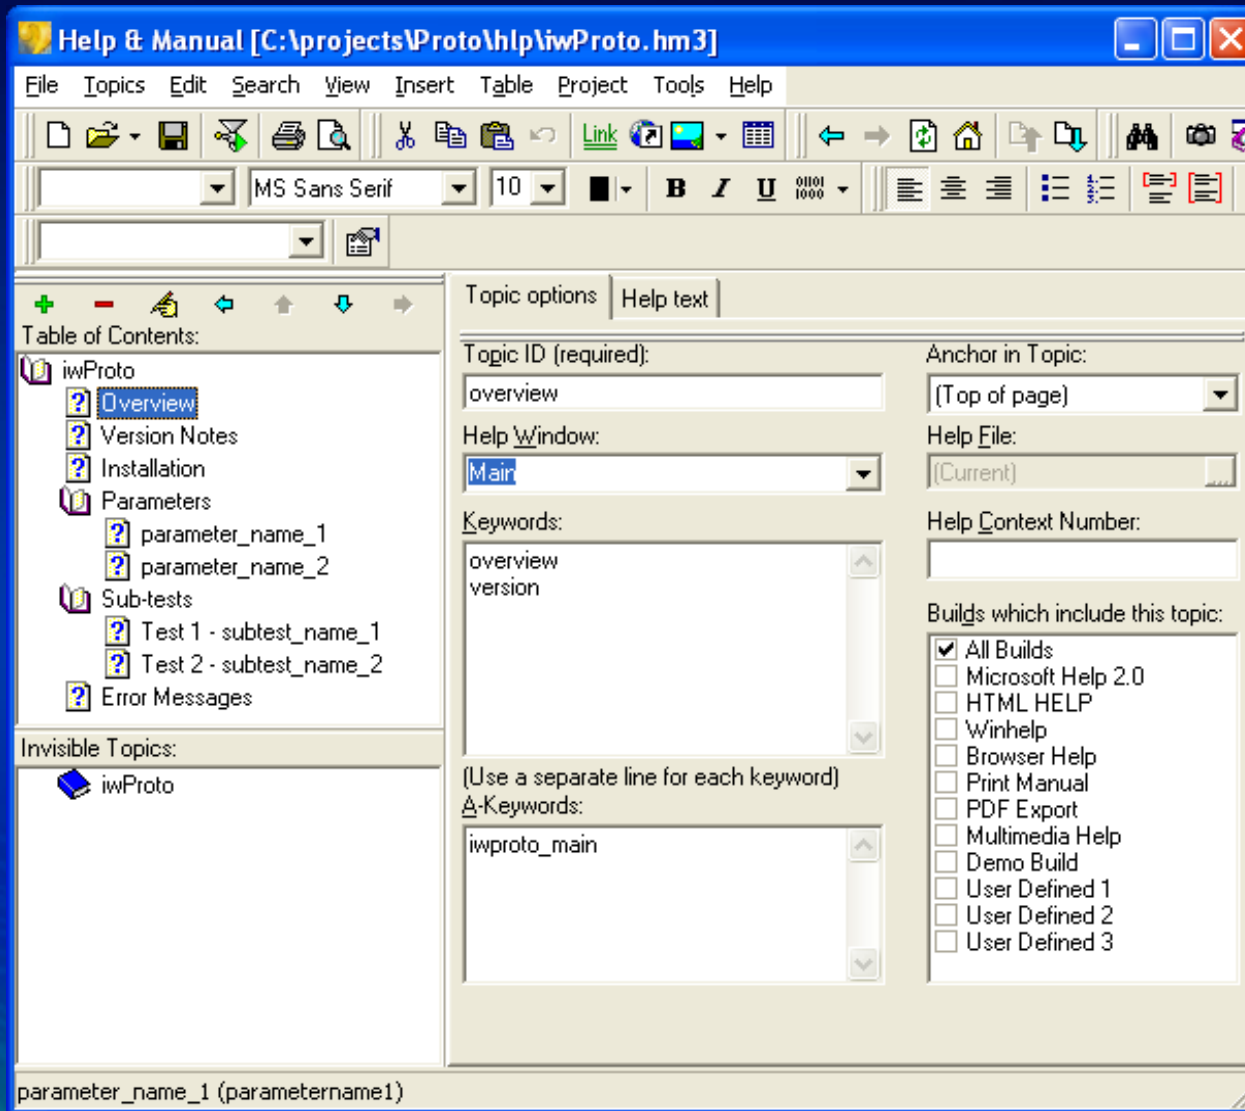 Help & Manual [C:\projects\Proto\hlp\iwProto.hm3]
File Topics Edit Search View Insert Table Project Tools Help
Link
MS Sans Serif 10 B I U 01101 1000
Table of Contents:
iwProto
Overview
Version Notes
Installation
Parameters
parameter_name_1
parameter_name_2
Sub-tests
Test 1 - subtest_name_1
Test 2 - subtest_name_2
Error Messages
Invisible Topics:
iwProto
Topic options Help text
Topic ID (required):
overview
Help Window:
Main
Keywords:
overview
version
(Use a separate line for each keyword)
A-Keywords:
iwproto_main
Anchor in Topic:
(Top of page)
Help File:
(Current) ...
Help Context Number:
Builds which include this topic:
All Builds
Microsoft Help 2.0
HTML HELP
Winhelp
Browser Help
Print Manual
PDF Export
Multimedia Help
Demo Build
User Defined 1
User Defined 2
User Defined 3
parameter_name_1 (parametername1)